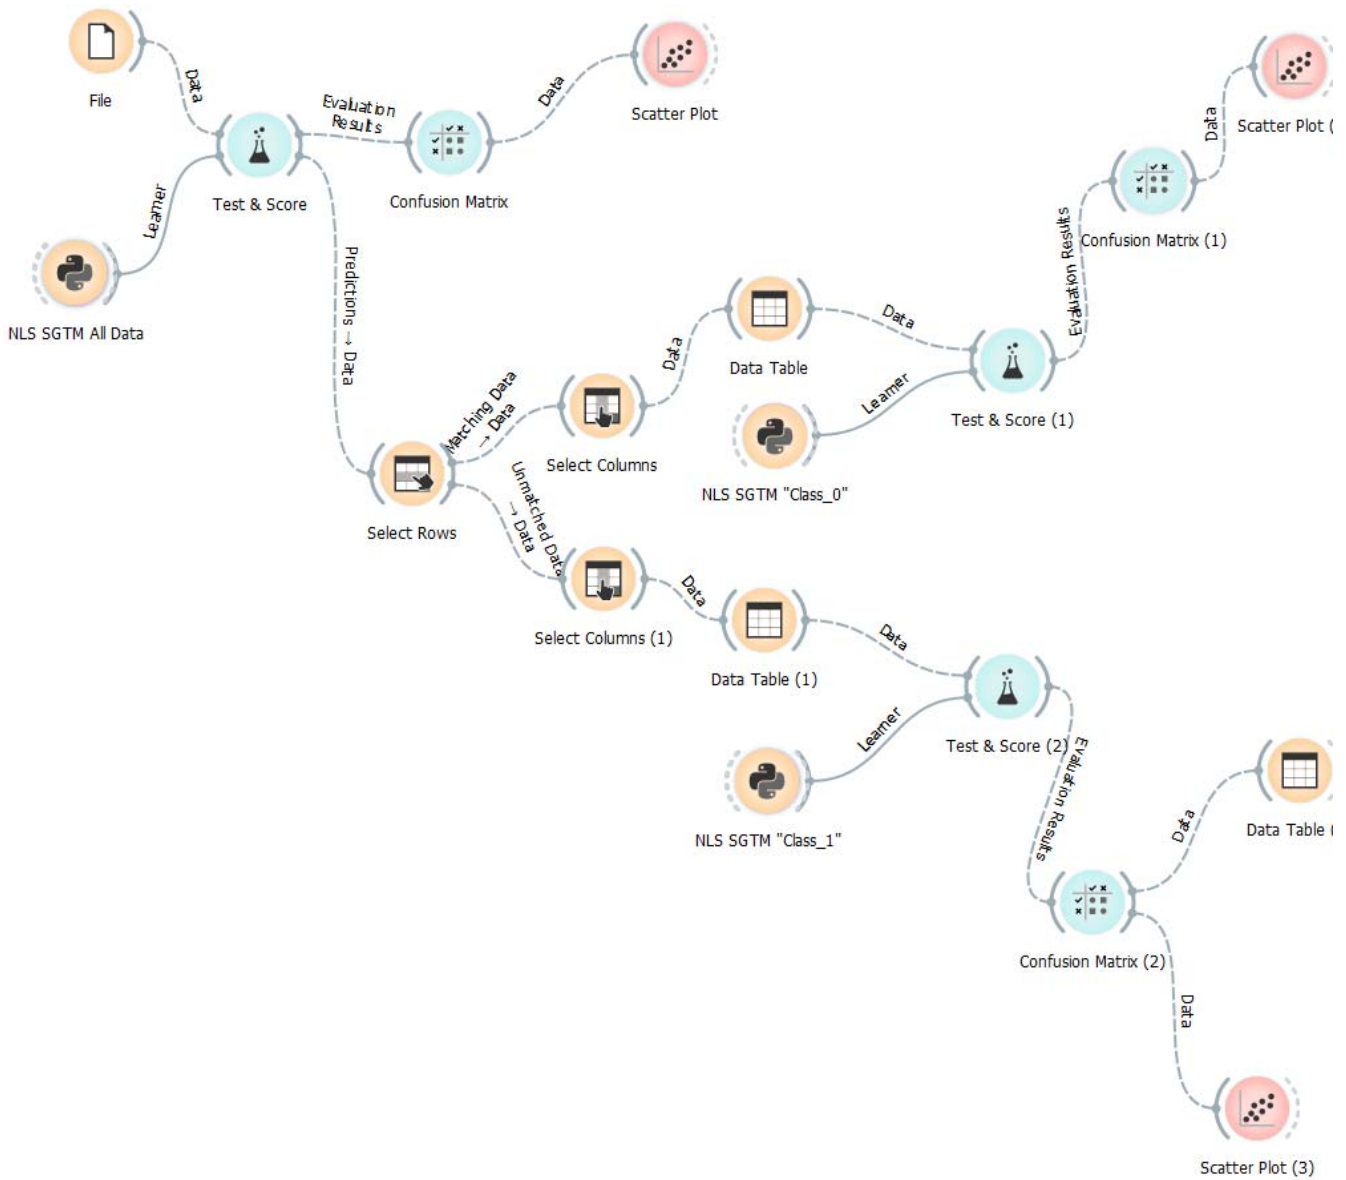 Data
File
Evaluation
Results
Data
Scatter Plot
Data
Scatter Plot (
Learner
Test & Score
Confusion Matrix
Confusion Matrix (1)
NLS SGTM All Data
Predictions → Data
Data
Data Table
Data
Evaluation Results
Learner
Test & Score (1)
Matching Data
→ Data
Select Columns
NLS SGTM "Class_0"
Select Rows
Unmatched Data
→ Data
Select Columns (1)
Data
Data Table (1)
Data
Learner
Test & Score (2)
NLS SGTM "Class_1"
Evaluation Results
Data
Data Table (
Confusion Matrix (2)
Data
Scatter Plot (3)